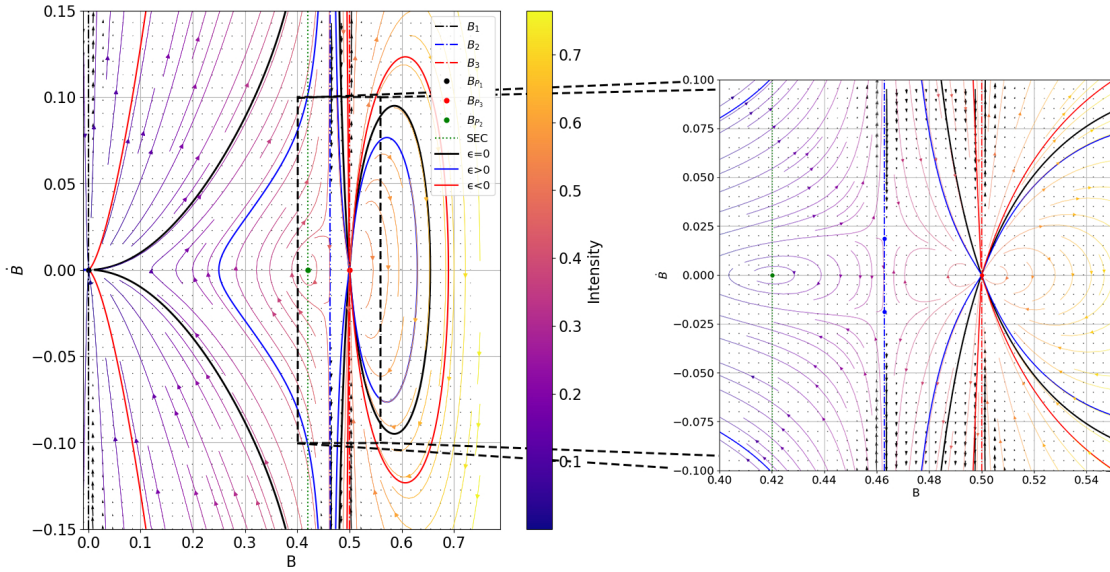 0.15
0.10
0.05
0.00
−0.05
−0.10
−0.15
Ḃ
0.0 0.1 0.2 0.3 0.4 0.5 0.6 0.7
B
B₁
B₂
B₃
B_P₁
B_P₃
B_P₂
SEC
ϵ=0
ϵ>0
ϵ<0
0.7
0.6
0.5
0.4
0.3
0.2
0.1
Intensity
0.100
0.075
0.050
0.025
0.000
−0.025
−0.050
−0.075
−0.100
Ḃ
0.40 0.42 0.44 0.46 0.48 0.50 0.52 0.54
B